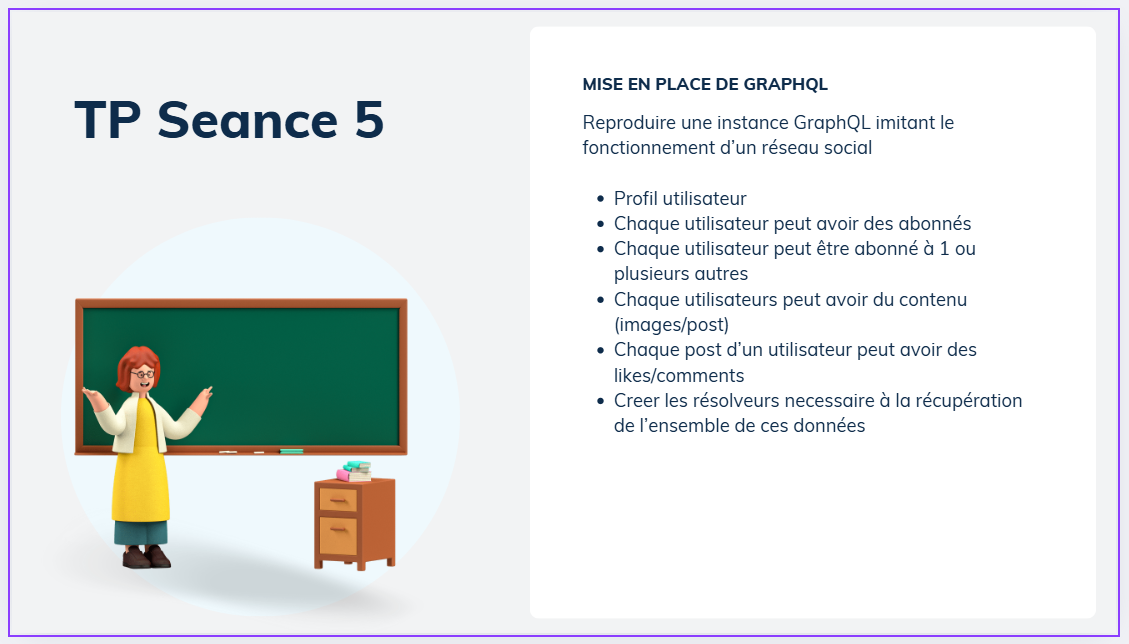 TP Seance 5
MISE EN PLACE DE GRAPHQL
Reproduire une instance GraphQL imitant le
fonctionnement d’un réseau social
• Profil utilisateur
• Chaque utilisateur peut avoir des abonnés
• Chaque utilisateur peut être abonné à 1 ou
plusieurs autres
• Chaque utilisateurs peut avoir du contenu
(images/post)
• Chaque post d’un utilisateur peut avoir des
likes/comments
• Creer les résolveurs necessaire à la récupération
de l’ensemble de ces données